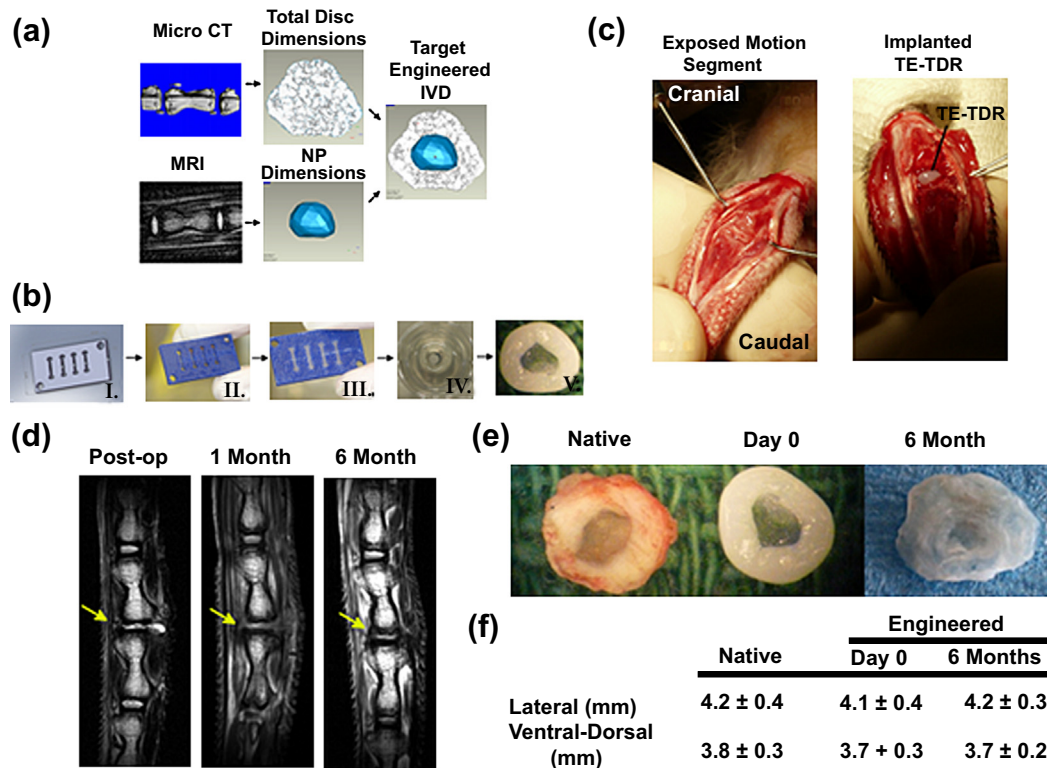 (a)
Micro CT
Total Disc
Dimensions
Target
Engineered
IVD
MRI
NP
Dimensions
(b)
I.
II.
III.
IV.
V.
(c)
Exposed Motion
Segment
Implanted
TE-TDR
Cranial
Caudal
TE-TDR
(d)
Post-op
1 Month
6 Month
(e)
Native
Day 0
6 Month
(f)
Engineered
Native
Day 0
6 Months
Lateral (mm)
4.2 ± 0.4
4.1 ± 0.4
4.2 ± 0.3
Ventral-Dorsal
(mm)
3.8 ± 0.3
3.7 + 0.3
3.7 ± 0.2